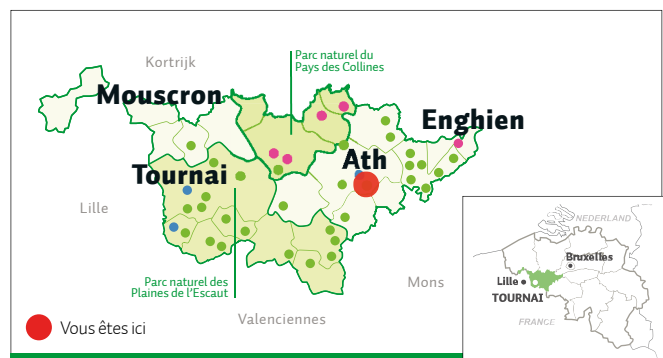 Kortrijk
Parc naturel du
Pays des Collines
Mouscron
Enghien
Ath
Tournai
Lille
Parc naturel des
Plaines de l'Escaut
Mons
Valenciennes
Vous êtes ici
NEDERLAND
Bruxelles
Lille
TOURNAI
FRANCE